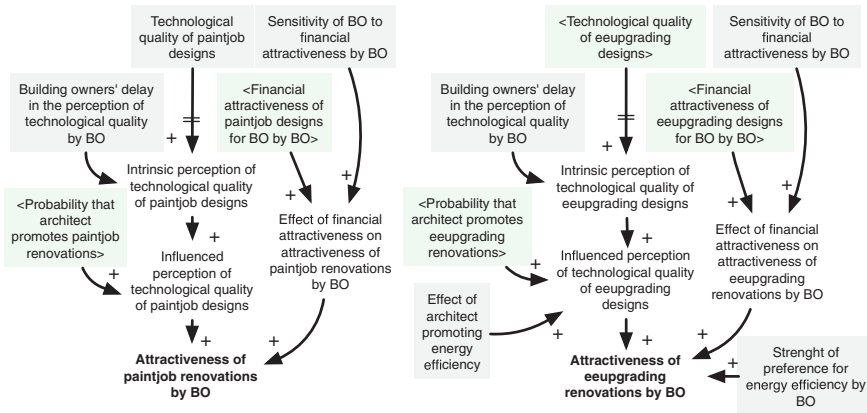 Technological
quality of paintjob
designs
Sensitivity of BO to
financial
attractiveness by BO
Building owners' delay
in the perception of
technological quality
by BO
<Financial
attractiveness of
paintjob designs
for BO by BO>
+
+
+
+
Intrinsic perception of
technological quality
of paintjob designs
<Probability that
architect
promotes paintjob
renovations>
Effect of financial
attractiveness on
attractiveness of
paintjob renovations
by BO
+
+
Influenced
perception of
technological quality
of paintjob designs
+
+
Attractiveness of
paintjob renovations
by BO
<Technological quality
of eeupgrading
designs>
Sensitivity of BO to
financial
attractiveness by BO
Building owners' delay
in the perception of
technological quality
by BO
<Financial
attractiveness of
eeupgrading designs
for BO by BO>
+
+
+
+
Intrinsic perception of
technological quality of
eeupgrading designs
<Probability that
architect promotes
eeupgrading
renovations>
Effect of financial
attractiveness on
attractiveness of
eeupgrading
renovations by BO
+
+
Influenced perception
of technological quality
of eeupgrading
designs
Effect of
architect
promoting
energy
efficiency
+
+
+
Attractiveness of
eeupgrading
renovations by BO
+
Strenght of
preference for
energy efficiency by
BO